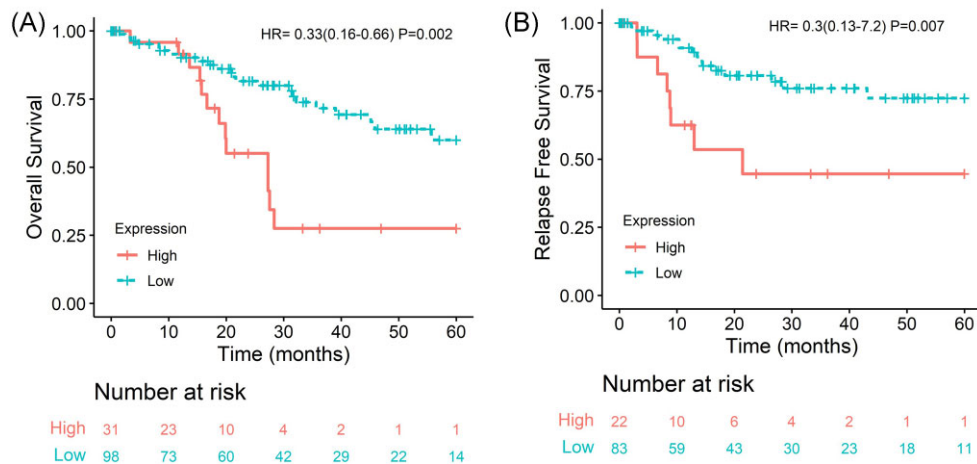 (A)
HR= 0.33(0.16-0.66) P=0.002
Overall Survival
1.00
0.75
0.50
0.25
0.00
Expression
High
Low
0 10 20 30 40 50 60
Time (months)
Number at risk
High 31 23 10 4 2 1 1
Low 98 73 60 42 29 22 14
(B)
HR= 0.3(0.13-7.2) P=0.007
Relapse Free Survival
1.00
0.75
0.50
0.25
0.00
Expression
High
Low
0 10 20 30 40 50 60
Time (months)
Number at risk
High 22 10 6 4 2 1 1
Low 83 59 43 30 23 18 11